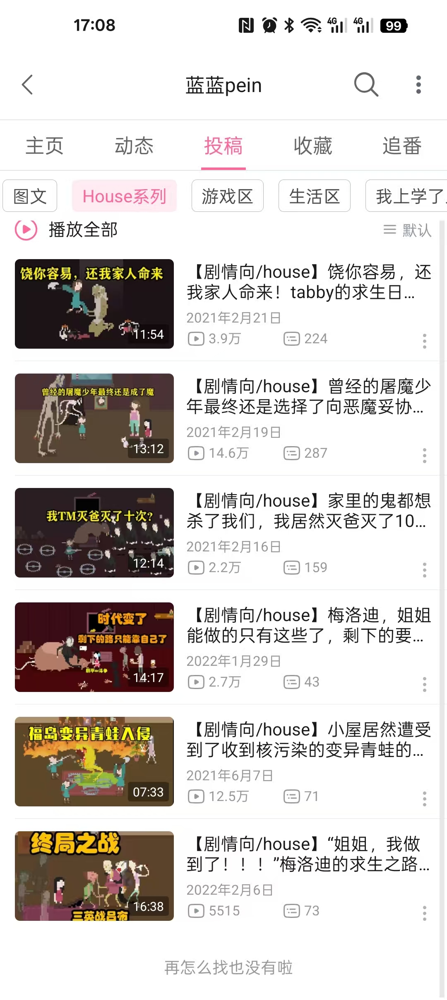 17:08
4G 4G 99
蓝蓝pein
主页 动态 投稿 收藏 追番
图文 House系列 游戏区 生活区 我上学了
播放全部 默认
饶你容易，还我家人命来
11:54
【剧情向/house】饶你容易，还
我家人命来！tabby的求生日...
2021年2月21日
3.9万 224
曾经的屠魔少年最终还是成了魔
13:12
【剧情向/house】曾经的屠魔少
年最终还是选择了向恶魔妥协...
2021年2月19日
14.6万 287
我TM灭爸灭了十次?
12:14
【剧情向/house】家里的鬼都想
杀了我们，我居然灭爸灭了10...
2021年2月16日
2.2万 159
时代变了
剩下的路只能靠自己了
躺平or斗争
14:17
【剧情向/house】梅洛迪，姐姐
能做的只有这些了，剩下的要...
2022年1月29日
2.7万 43
福岛变异青蛙入侵
07:33
【剧情向/house】小屋居然遭受
到了收到核污染的变异青蛙的...
2021年6月7日
12.5万 71
终局之战
三英战吕布
16:38
【剧情向/house】“姐姐，我做
到了！！！”梅洛迪的求生之路...
2022年2月6日
5515 73
再怎么找也没有啦